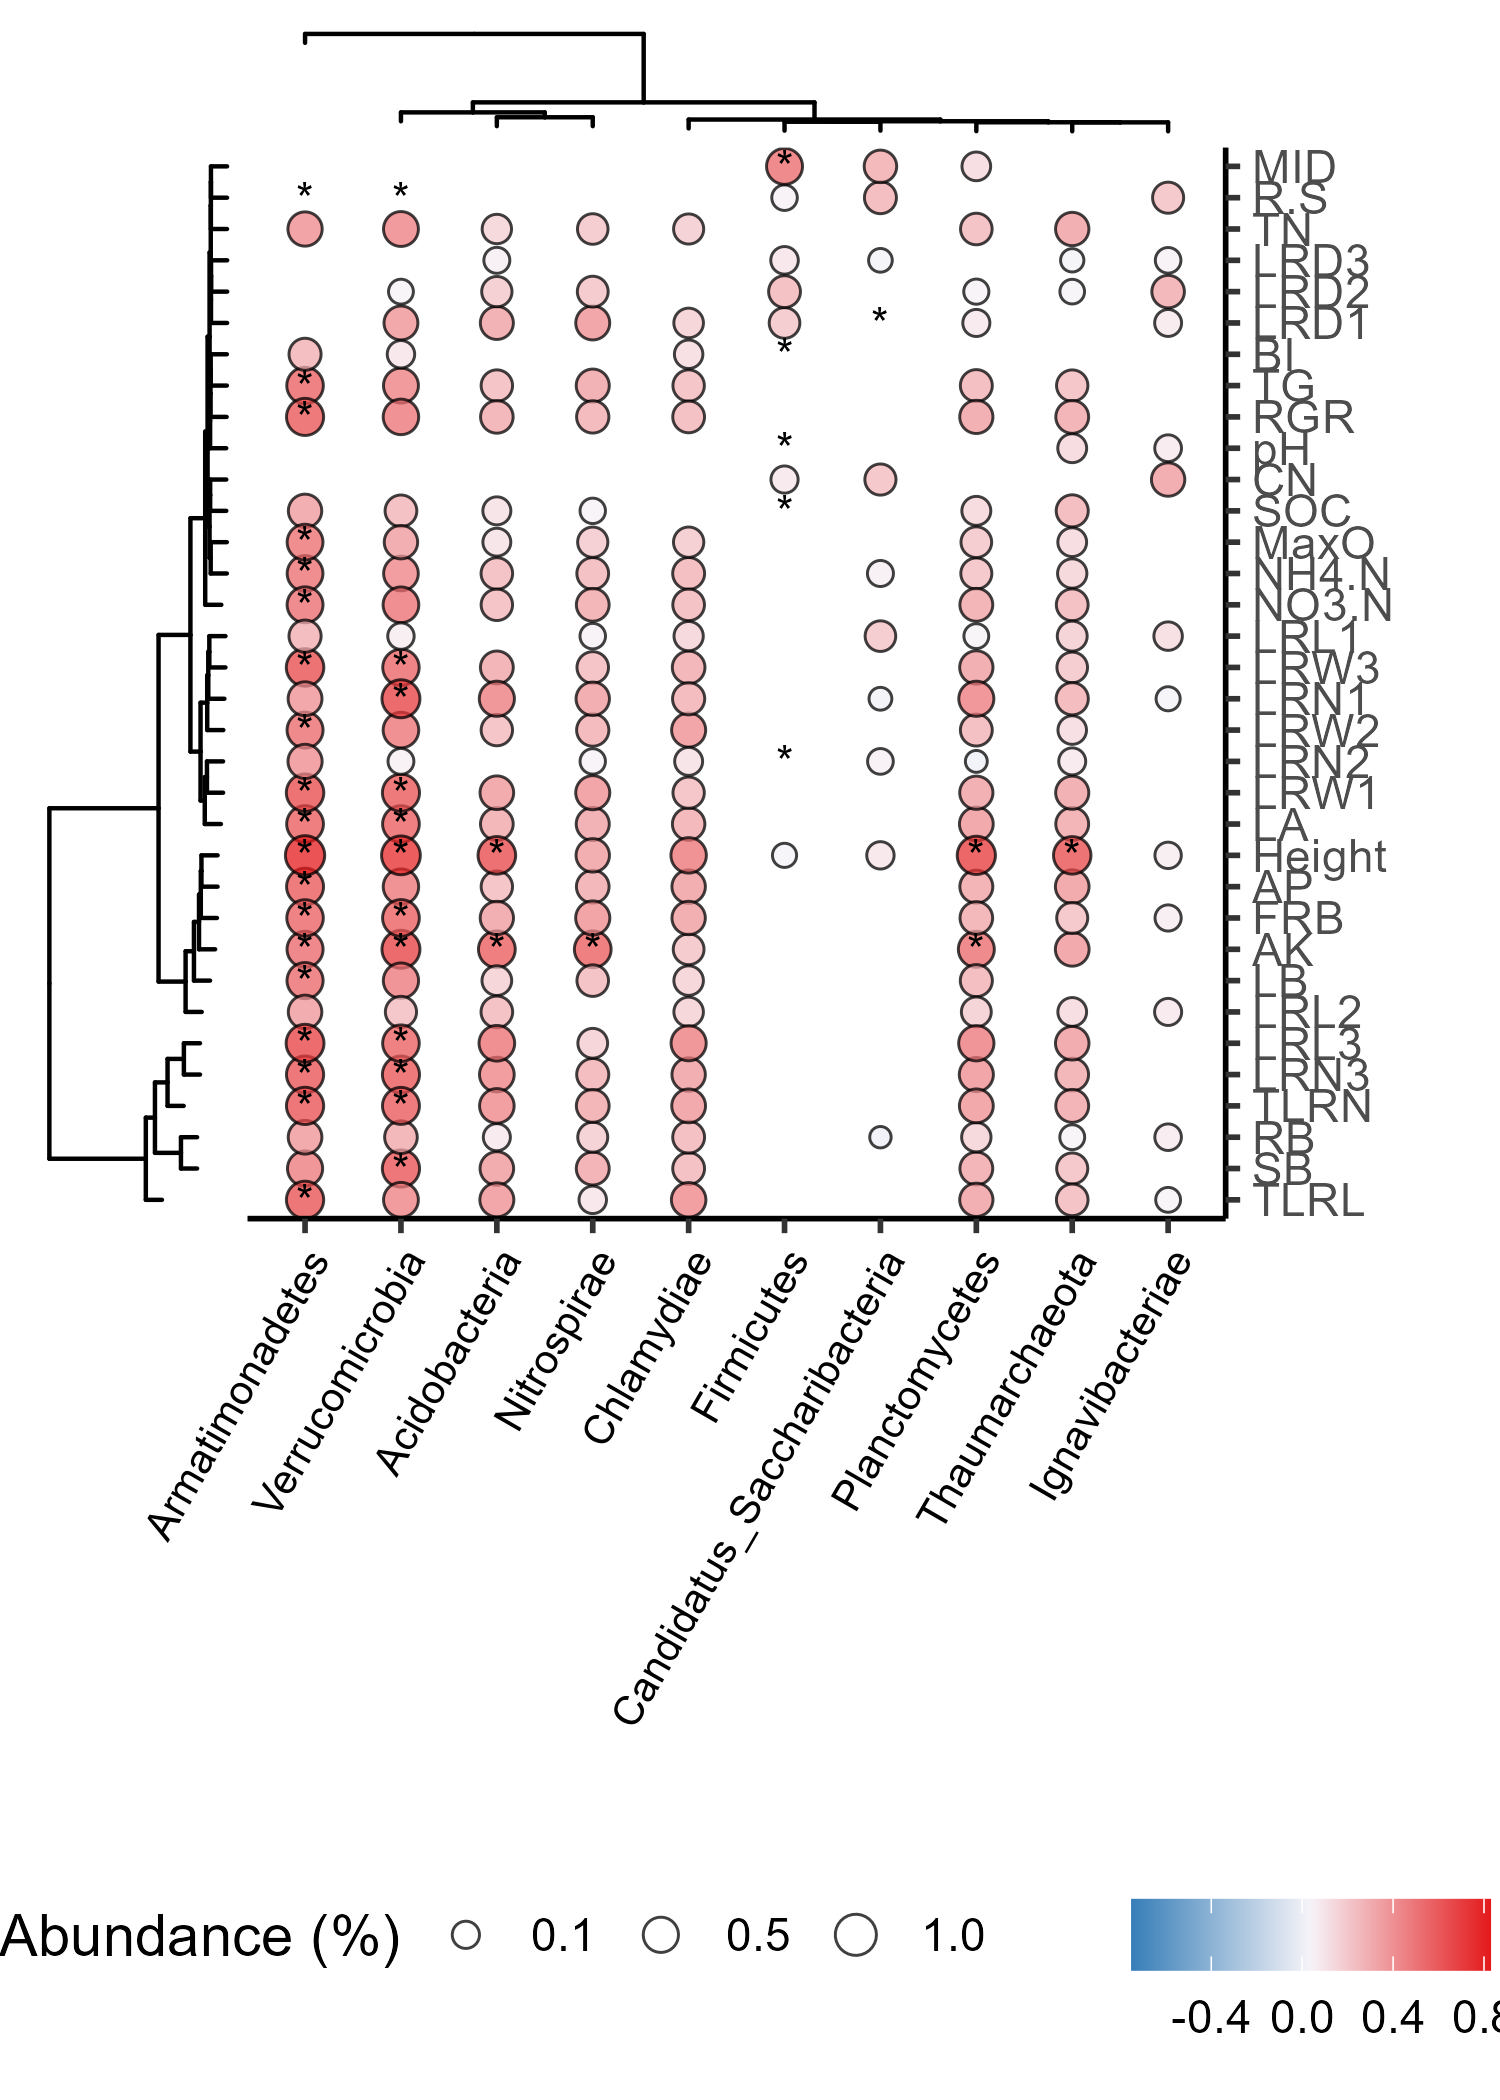 MID
R.S
TN
LRD3
LRD2
LRD1
BI
TG
RGR
pH
CN
SOC
MaxO
NH4.N
NO3.N
LRL1
LRW3
LRN1
LRW2
LRN2
LRW1
LA
Height
AP
FRB
AK
LB
LRL2
LRL3
LRN3
TLRN
RB
SB
TLRL
Armatimonadetes
Verrucomicrobia
Acidobacteria
Nitrospirae
Chlamydiae
Firmicutes
Candidatus_Saccharibacteria
Planctomycetes
Thaumarchaeota
Ignavibacteriae
Abundance (%) 0.1 0.5 1.0
-0.4 0.0 0.4 0.8